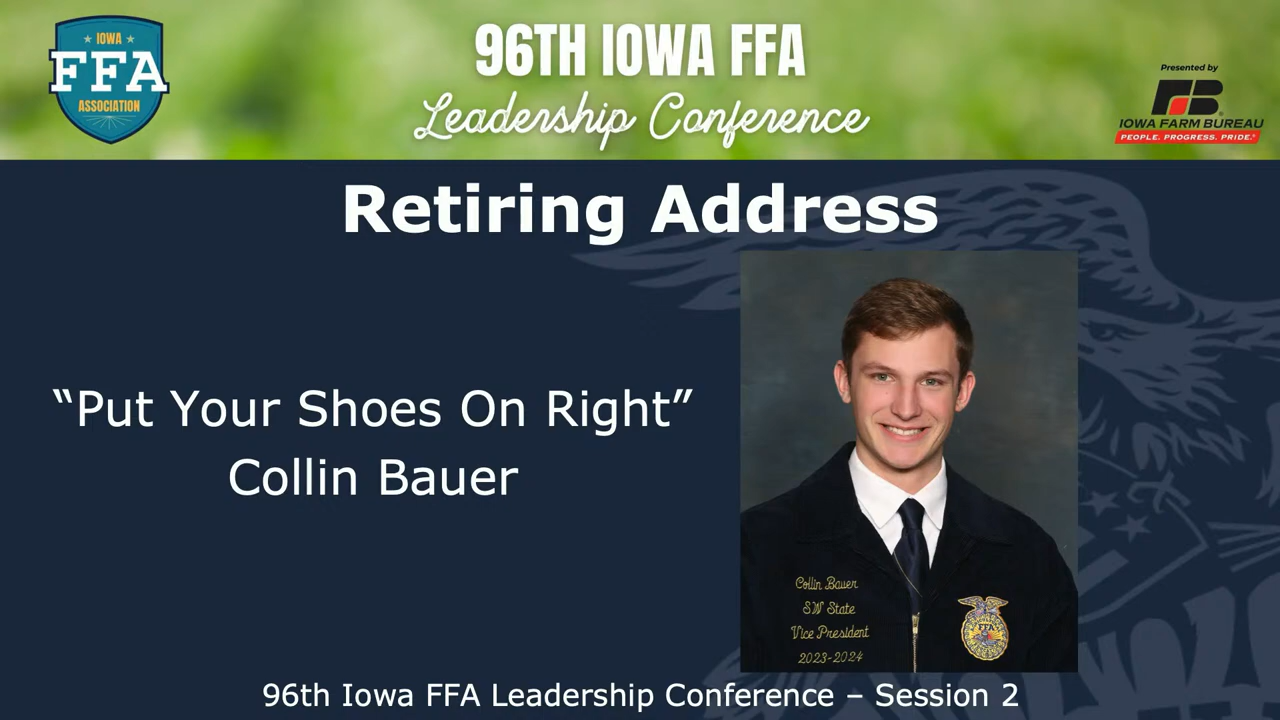 IOWA
FFA
ASSOCIATION
96TH IOWA FFA
Leadership Conference
Presented by
FB
IOWA FARM BUREAU
PEOPLE. PROGRESS. PRIDE.®
Retiring Address
“Put Your Shoes On Right”
Collin Bauer
Collin Bauer
SW State
Vice President
2023-2024
FFA
96th Iowa FFA Leadership Conference – Session 2